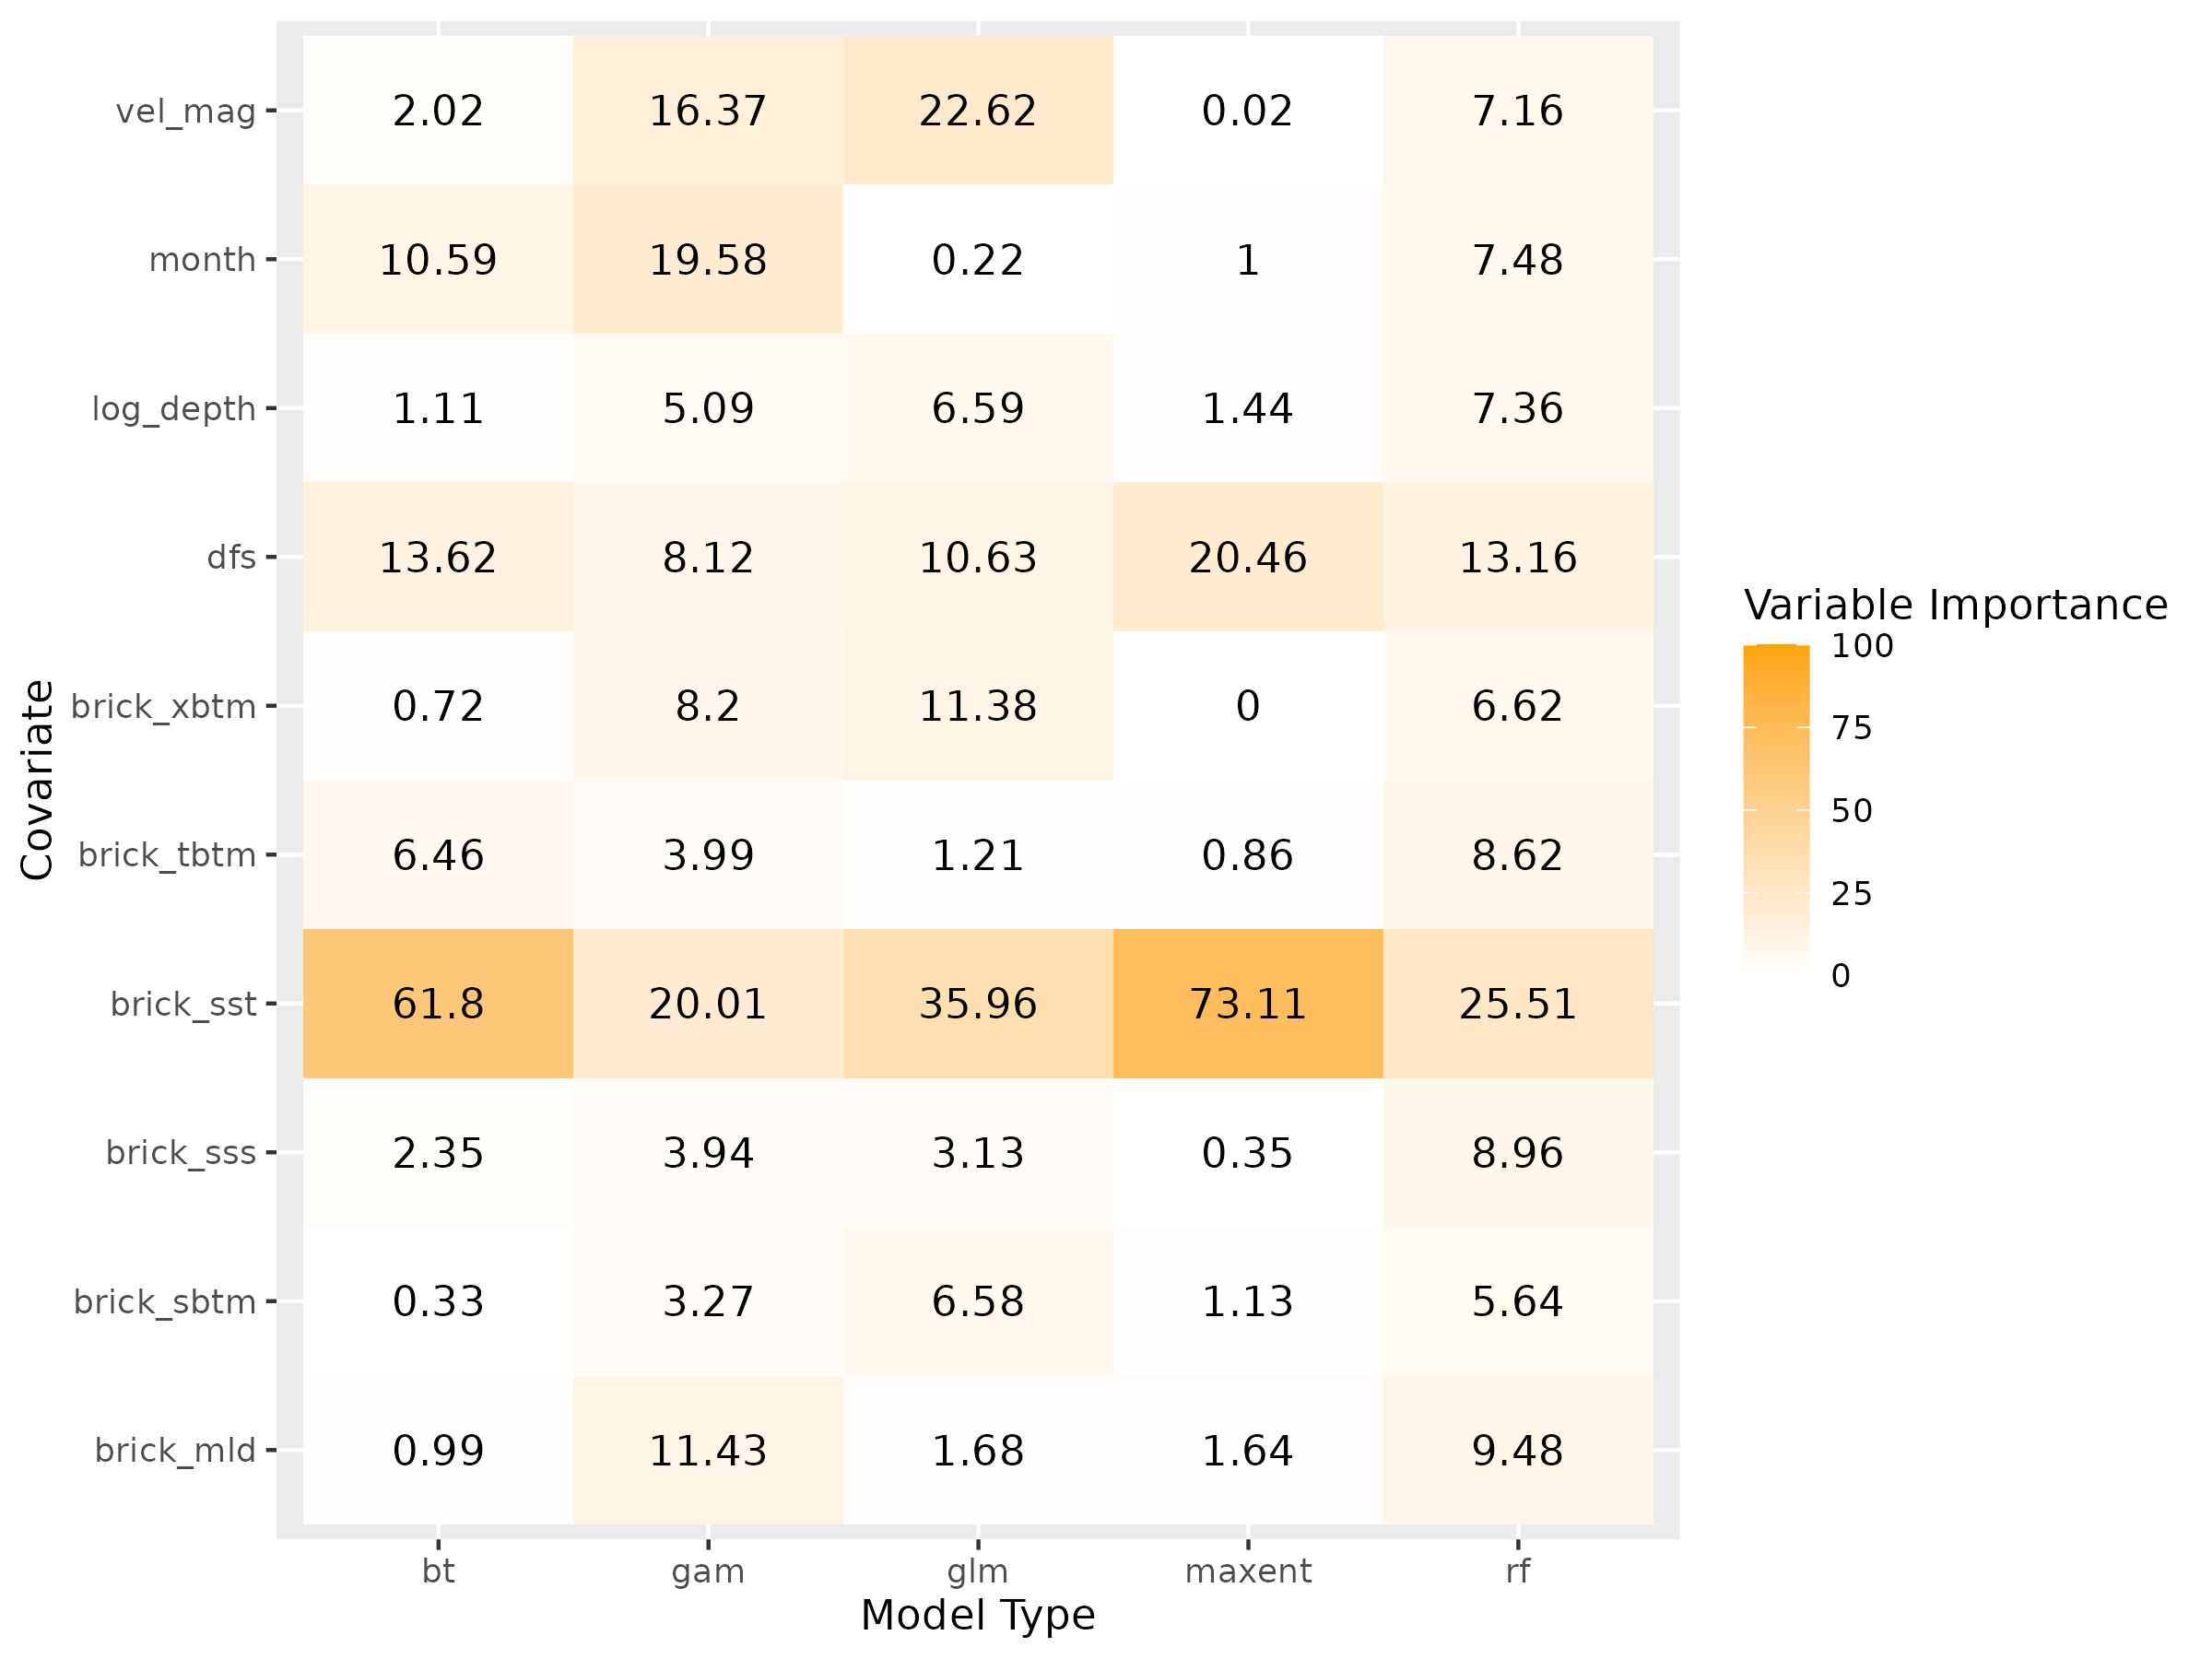 vel_mag 2.02 16.37 22.62 0.02 7.16
month 10.59 19.58 0.22 1 7.48
log_depth 1.11 5.09 6.59 1.44 7.36
dfs 13.62 8.12 10.63 20.46 13.16
brick_xbtm 0.72 8.2 11.38 0 6.62
brick_tbtm 6.46 3.99 1.21 0.86 8.62
brick_sst 61.8 20.01 35.96 73.11 25.51
brick_sss 2.35 3.94 3.13 0.35 8.96
brick_sbtm 0.33 3.27 6.58 1.13 5.64
brick_mld 0.99 11.43 1.68 1.64 9.48
bt gam glm maxent rf
Model Type
Covariate
Variable Importance
100
75
50
25
0